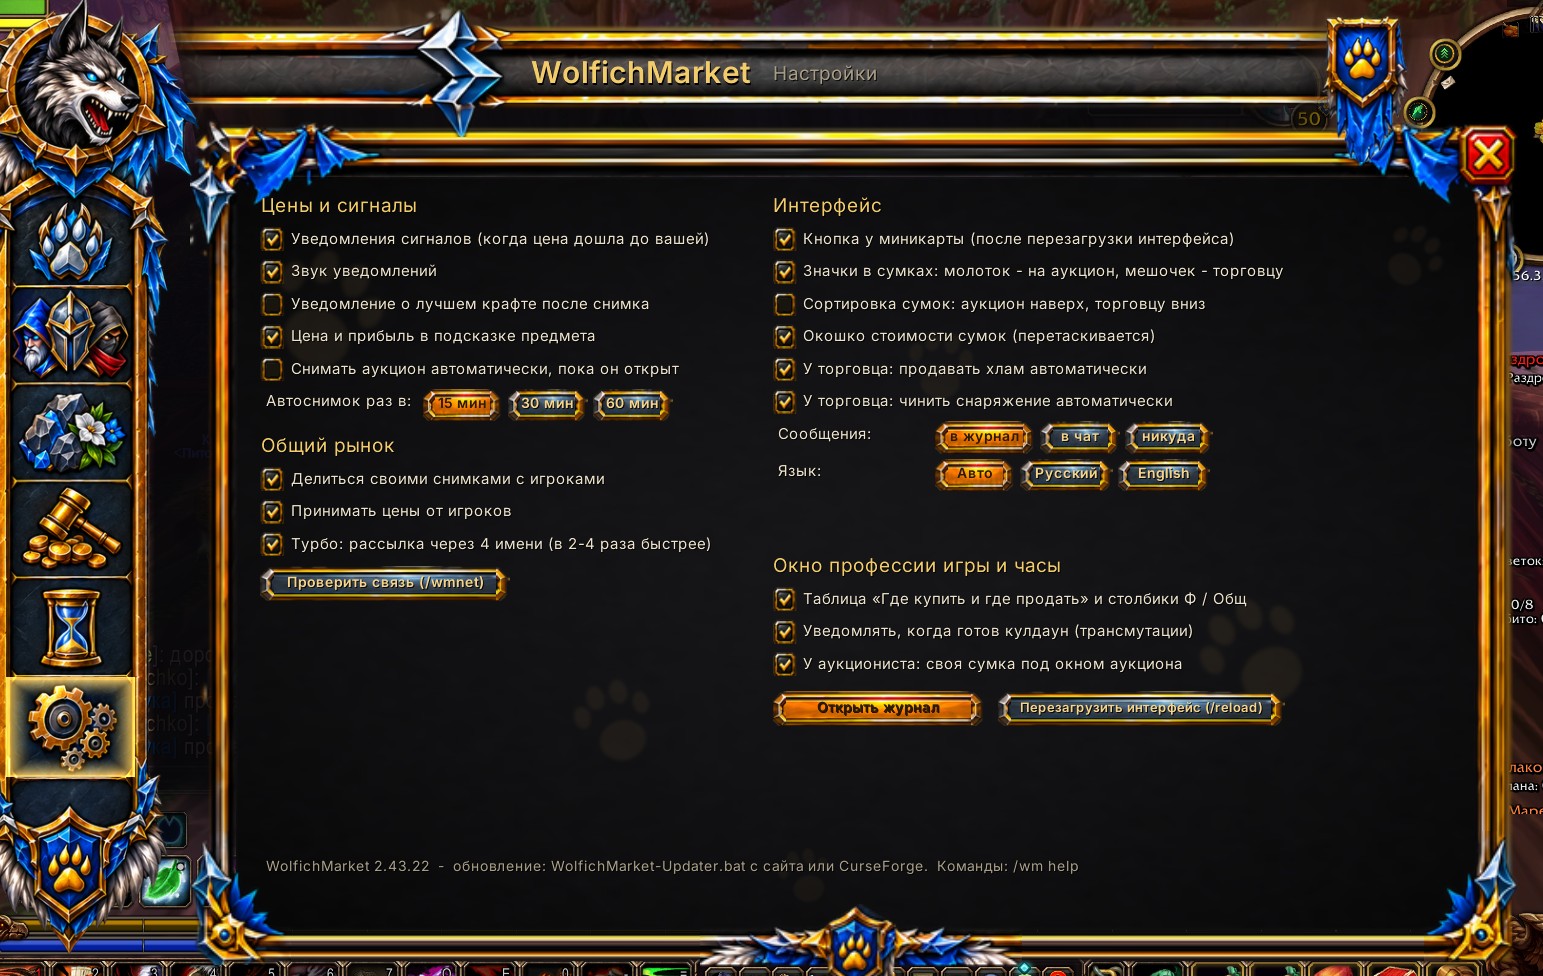 WolfichMarket Настройки
50
Цены и сигналы
Уведомления сигналов (когда цена дошла до вашей)
Звук уведомлений
Уведомление о лучшем крафте после снимка
Цена и прибыль в подсказке предмета
Снимать аукцион автоматически, пока он открыт
Автоснимок раз в: 15 мин 30 мин 60 мин
Общий рынок
Делиться своими снимками с игроками
Принимать цены от игроков
Турбо: рассылка через 4 имени (в 2-4 раза быстрее)
Проверить связь (/wmnet)
Интерфейс
Кнопка у миникарты (после перезагрузки интерфейса)
Значки в сумках: молоток - на аукцион, мешочек - торговцу
Сортировка сумок: аукцион наверх, торговцу вниз
Окошко стоимости сумок (перетаскивается)
У торговца: продавать хлам автоматически
У торговца: чинить снаряжение автоматически
Сообщения: в журнал в чат никуда
Язык: Авто Русский English
Окно профессии игры и часы
Таблица «Где купить и где продать» и столбики Ф / Общ
Уведомлять, когда готов кулдаун (трансмутации)
У аукциониста: своя сумка под окном аукциона
Открыть журнал Перезагрузить интерфейс (/reload)
WolfichMarket 2.43.22 - обновление: WolfichMarket-Updater.bat с сайта или CurseForge. Команды: /wm help
56.3
0/8